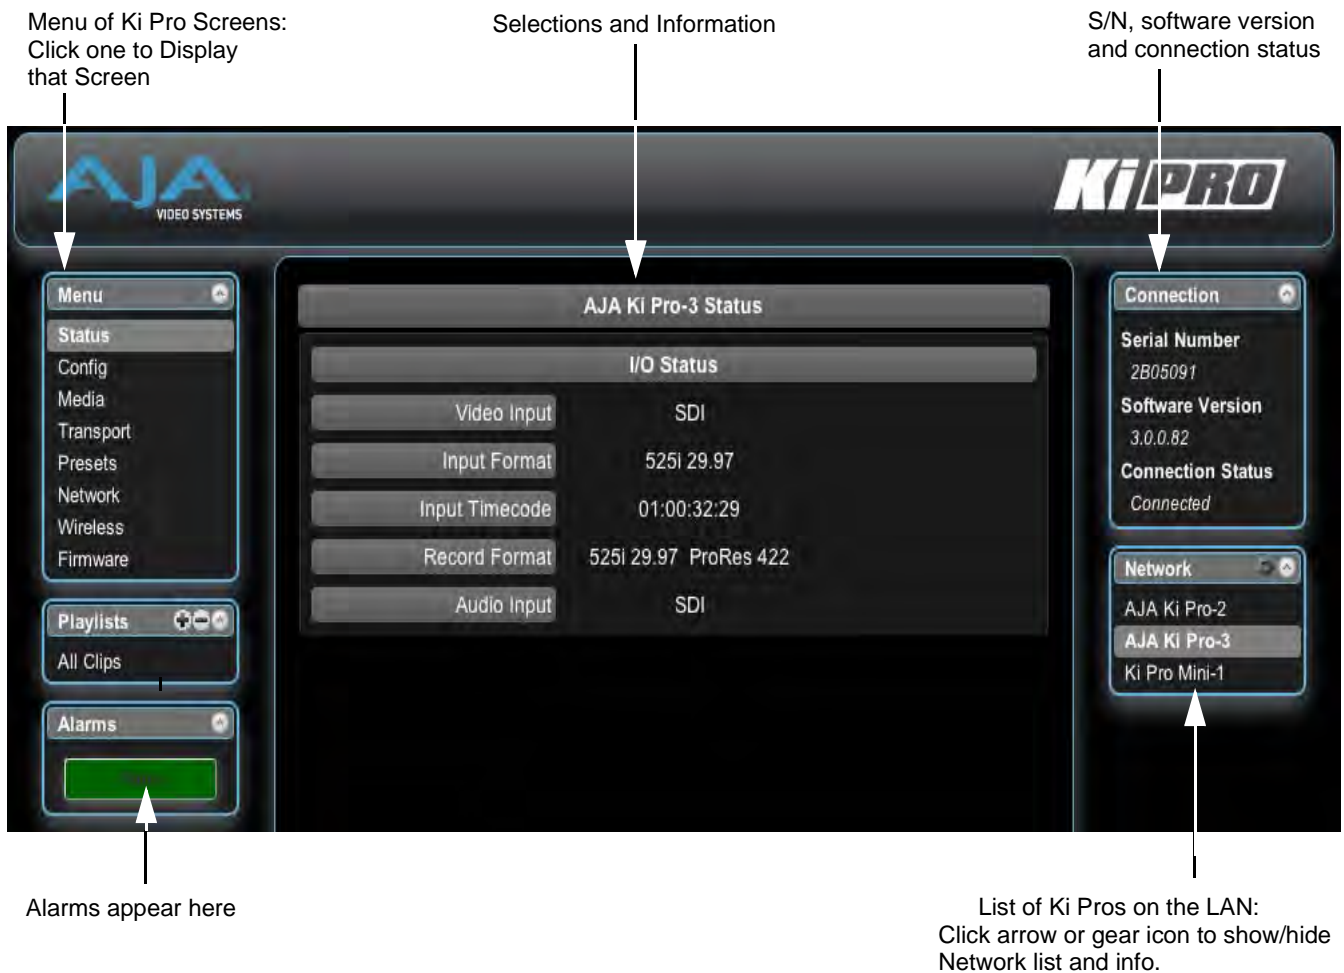 Menu of Ki Pro Screens:
Click one to Display
that Screen
Selections and Information
S/N, software version
and connection status
AJA
VIDEO SYSTEMS
Ki PRO
Menu
Status
Config
Media
Transport
Presets
Network
Wireless
Firmware
Playlists
All Clips
Alarms
AJA Ki Pro-3 Status
I/O Status
Video Input SDI
Input Format 525i 29.97
Input Timecode 01:00:32:29
Record Format 525i 29.97 ProRes 422
Audio Input SDI
Connection
Serial Number
2B05091
Software Version
3.0.0.82
Connection Status
Connected
Network
AJA Ki Pro-2
AJA Ki Pro-3
Ki Pro Mini-1
Alarms appear here
List of Ki Pros on the LAN:
Click arrow or gear icon to show/hide
Network list and info.